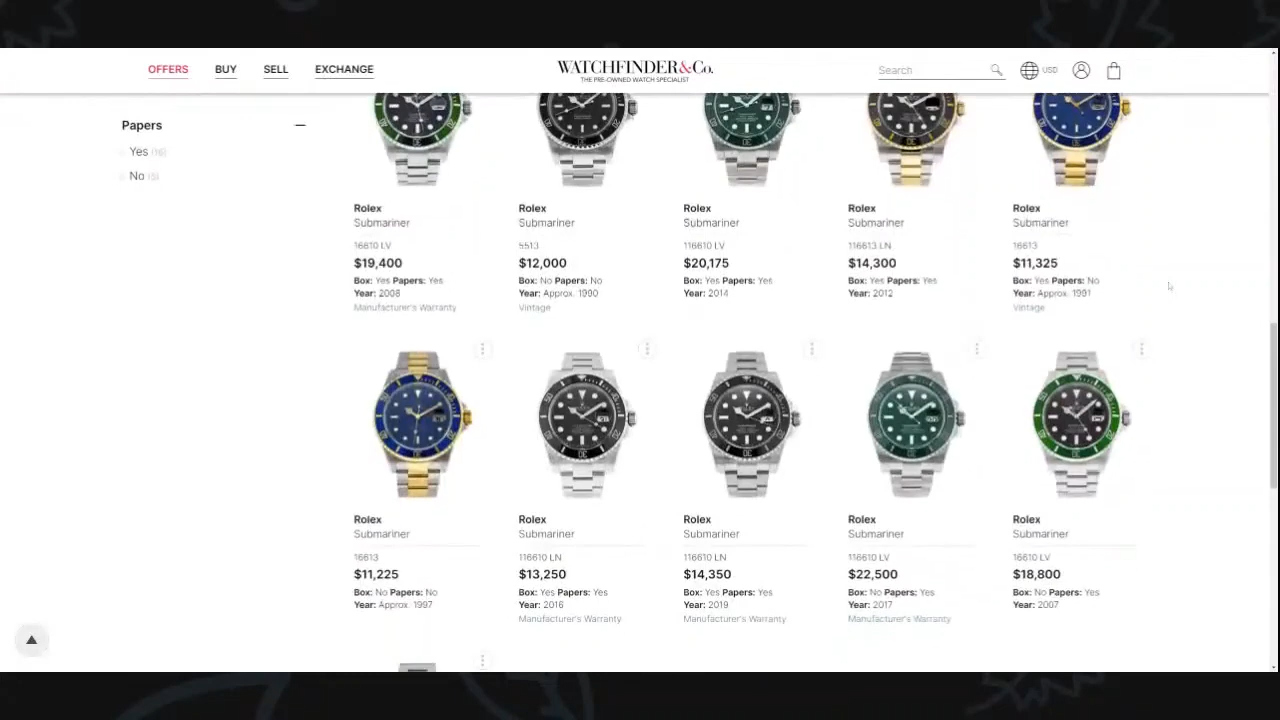 OFFERS BUY SELL EXCHANGE WATCHFINDER&Co. Search USD
THE PRE-OWNED WATCH SPECIALIST
Papers
Yes (16)
No (5)
Rolex Rolex Rolex Rolex Rolex
Submariner Submariner Submariner Submariner Submariner
16610 LV 5513 116610 LV 116613 LN 16613
$19,400 $12,000 $20,175 $14,300 $11,325
Box: Yes Papers: Yes Box: No Papers: No Box: Yes Papers: Yes Box: Yes Papers: Yes Box: Yes Papers: No
Year: 2008 Year: Approx. 1990 Year: 2014 Year: 2012 Year: Approx. 1991
Manufacturer's Warranty Vintage Vintage
Rolex Rolex Rolex Rolex Rolex
Submariner Submariner Submariner Submariner Submariner
16613 116610 LN 116610 LN 116610 LV 16610 LV
$11,225 $13,250 $14,350 $22,500 $18,800
Box: No Papers: No Box: Yes Papers: Yes Box: Yes Papers: Yes Box: No Papers: Yes Box: No Papers: Yes
Year: Approx. 1997 Year: 2016 Year: 2019 Year: 2017 Year: 2007
Manufacturer's Warranty Manufacturer's Warranty Manufacturer's Warranty